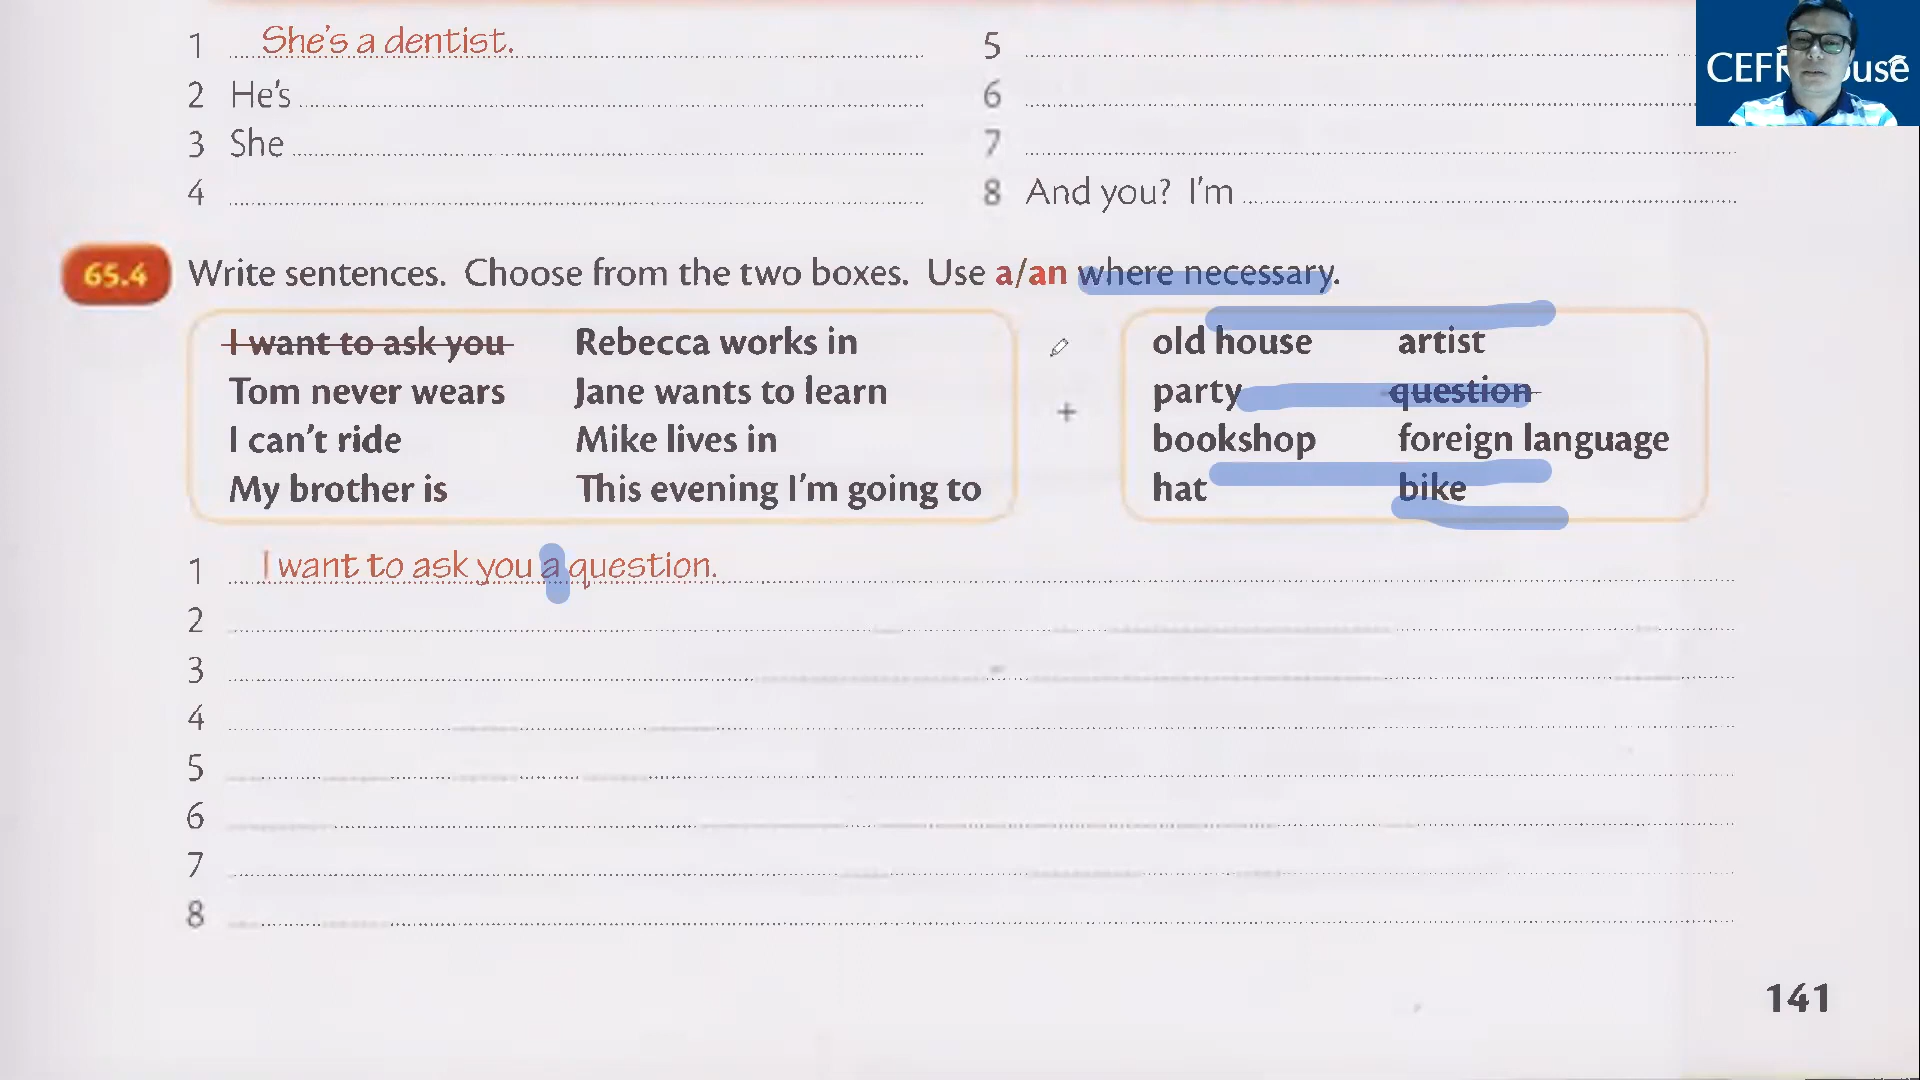 1 She's a dentist. 5
2 He's 6
3 She 7
4 8 And you? I'm
65.4 Write sentences. Choose from the two boxes. Use a/an where necessary.
I want to ask you Rebecca works in old house artist
Tom never wears Jane wants to learn party question
I can't ride Mike lives in + bookshop foreign language
My brother is This evening I'm going to hat bike
1 I want to ask you a question.
2
3
4
5
6
7
8
141